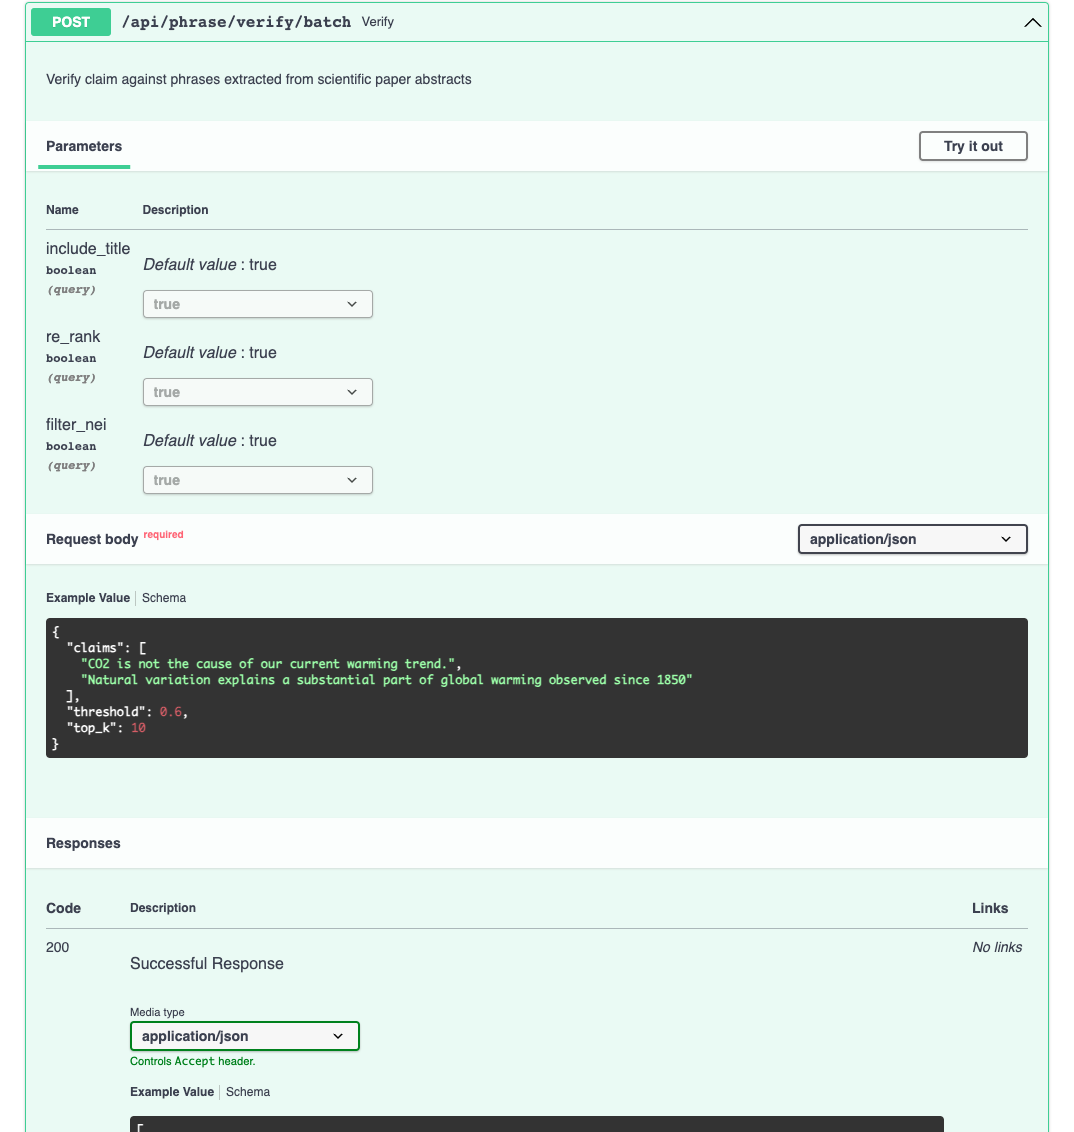 POST /api/phrase/verify/batch Verify
Verify claim against phrases extracted from scientific paper abstracts
Parameters
Try it out
Name Description
include_title
boolean
(query)
Default value : true
true
re_rank
boolean
(query)
Default value : true
true
filter_nei
boolean
(query)
Default value : true
true
Request body required
application/json
Example Value Schema
{
"claims": [
"CO2 is not the cause of our current warming trend.",
"Natural variation explains a substantial part of global warming observed since 1850"
],
"threshold": 0.6,
"top_k": 10
}
Responses
Code Description Links
200
Successful Response
No links
Media type
application/json
Controls Accept header.
Example Value Schema
[